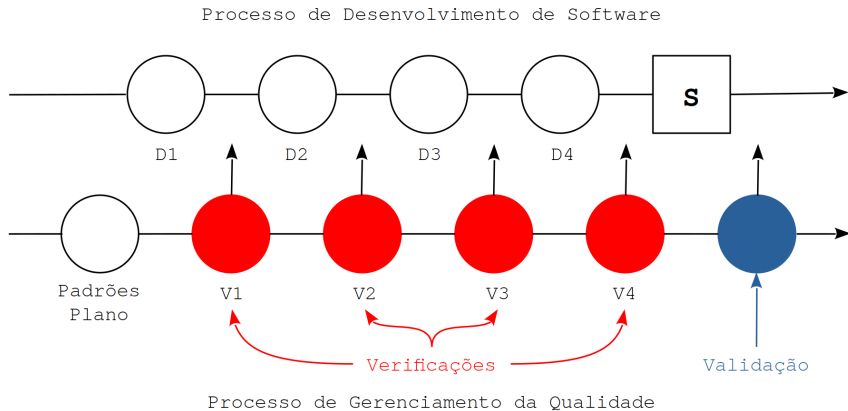 Processo de Desenvolvimento de Software
S
D1 D2 D3 D4
Padrões
Plano
V1 V2 V3 V4
Verificações
Validação
Processo de Gerenciamento da Qualidade